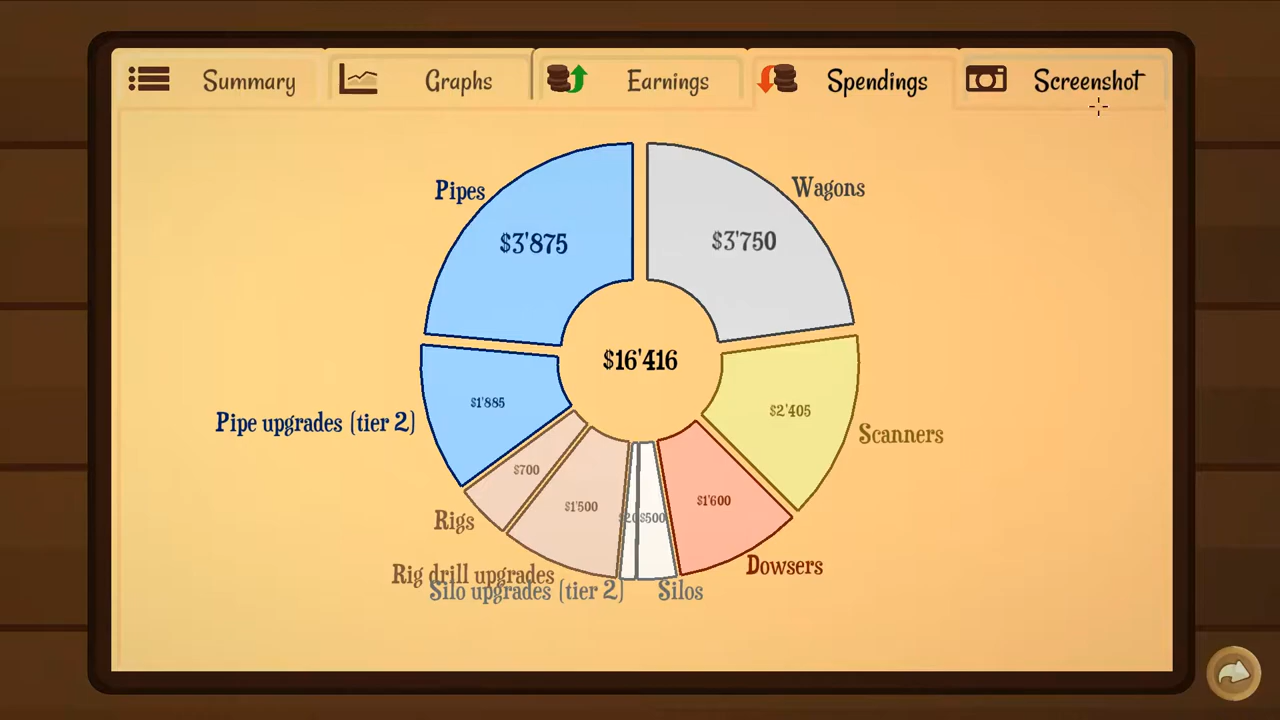 Summary
Graphs
Earnings
Spendings
Screenshot
Pipes
Wagons
$3'875
$3'750
$16'416
$1'885
$2'405
Pipe upgrades (tier 2)
Scanners
$700
$1'500
$500
$1'600
Rigs
Dowsers
Rig drill upgrades
Silo upgrades (tier 2)
Silos